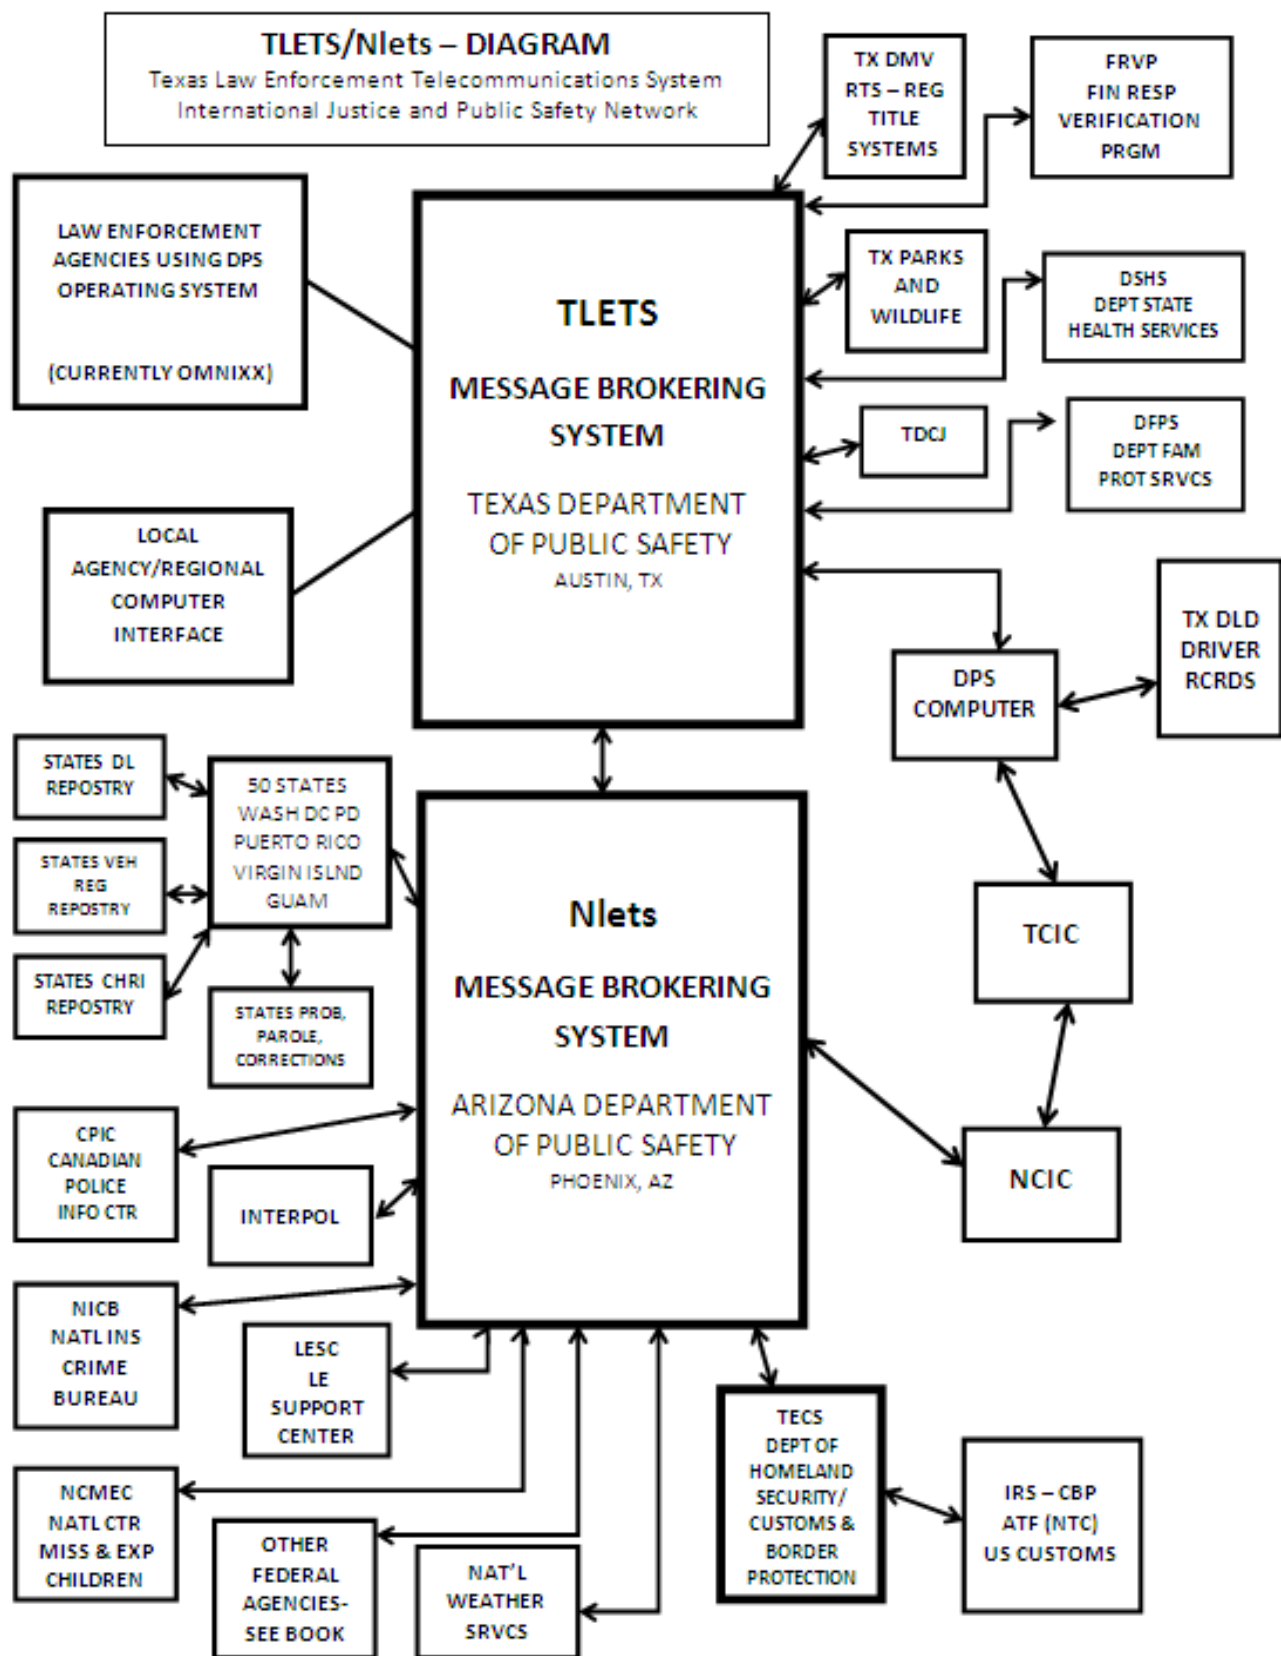 TLETS/Nlets – DIAGRAM
Texas Law Enforcement Telecommunications System
International Justice and Public Safety Network
TX DMV
RTS – REG
TITLE
SYSTEMS
FRVP
FIN RESP
VERIFICATION
PRGM
LAW ENFORCEMENT
AGENCIES USING DPS
OPERATING SYSTEM
(CURRENTLY OMNIXX)
TLETS
MESSAGE BROKERING
SYSTEM
TEXAS DEPARTMENT
OF PUBLIC SAFETY
AUSTIN, TX
TX PARKS
AND
WILDLIFE
DSHS
DEPT STATE
HEALTH SERVICES
TDCJ
DFPS
DEPT FAM
PROT SRVCS
LOCAL
AGENCY/REGIONAL
COMPUTER
INTERFACE
DPS
COMPUTER
TX DLD
DRIVER
RCRDS
STATES DL
REPOSTRY
STATES VEH
REG
REPOSTRY
STATES CHRI
REPOSTRY
50 STATES
WASH DC PD
PUERTO RICO
VIRGIN ISLND
GUAM
STATES PROB,
PAROLE,
CORRECTIONS
Nlets
MESSAGE BROKERING
SYSTEM
ARIZONA DEPARTMENT
OF PUBLIC SAFETY
PHOENIX, AZ
TCIC
NCIC
CPIC
CANADIAN
POLICE
INFO CTR
INTERPOL
NICB
NATL INS
CRIME
BUREAU
LESC
LE
SUPPORT
CENTER
NCMEC
NATL CTR
MISS & EXP
CHILDREN
OTHER
FEDERAL
AGENCIES-
SEE BOOK
NAT'L
WEATHER
SRVCS
TECS
DEPT OF
HOMELAND
SECURITY/
CUSTOMS &
BORDER
PROTECTION
IRS – CBP
ATF (NTC)
US CUSTOMS